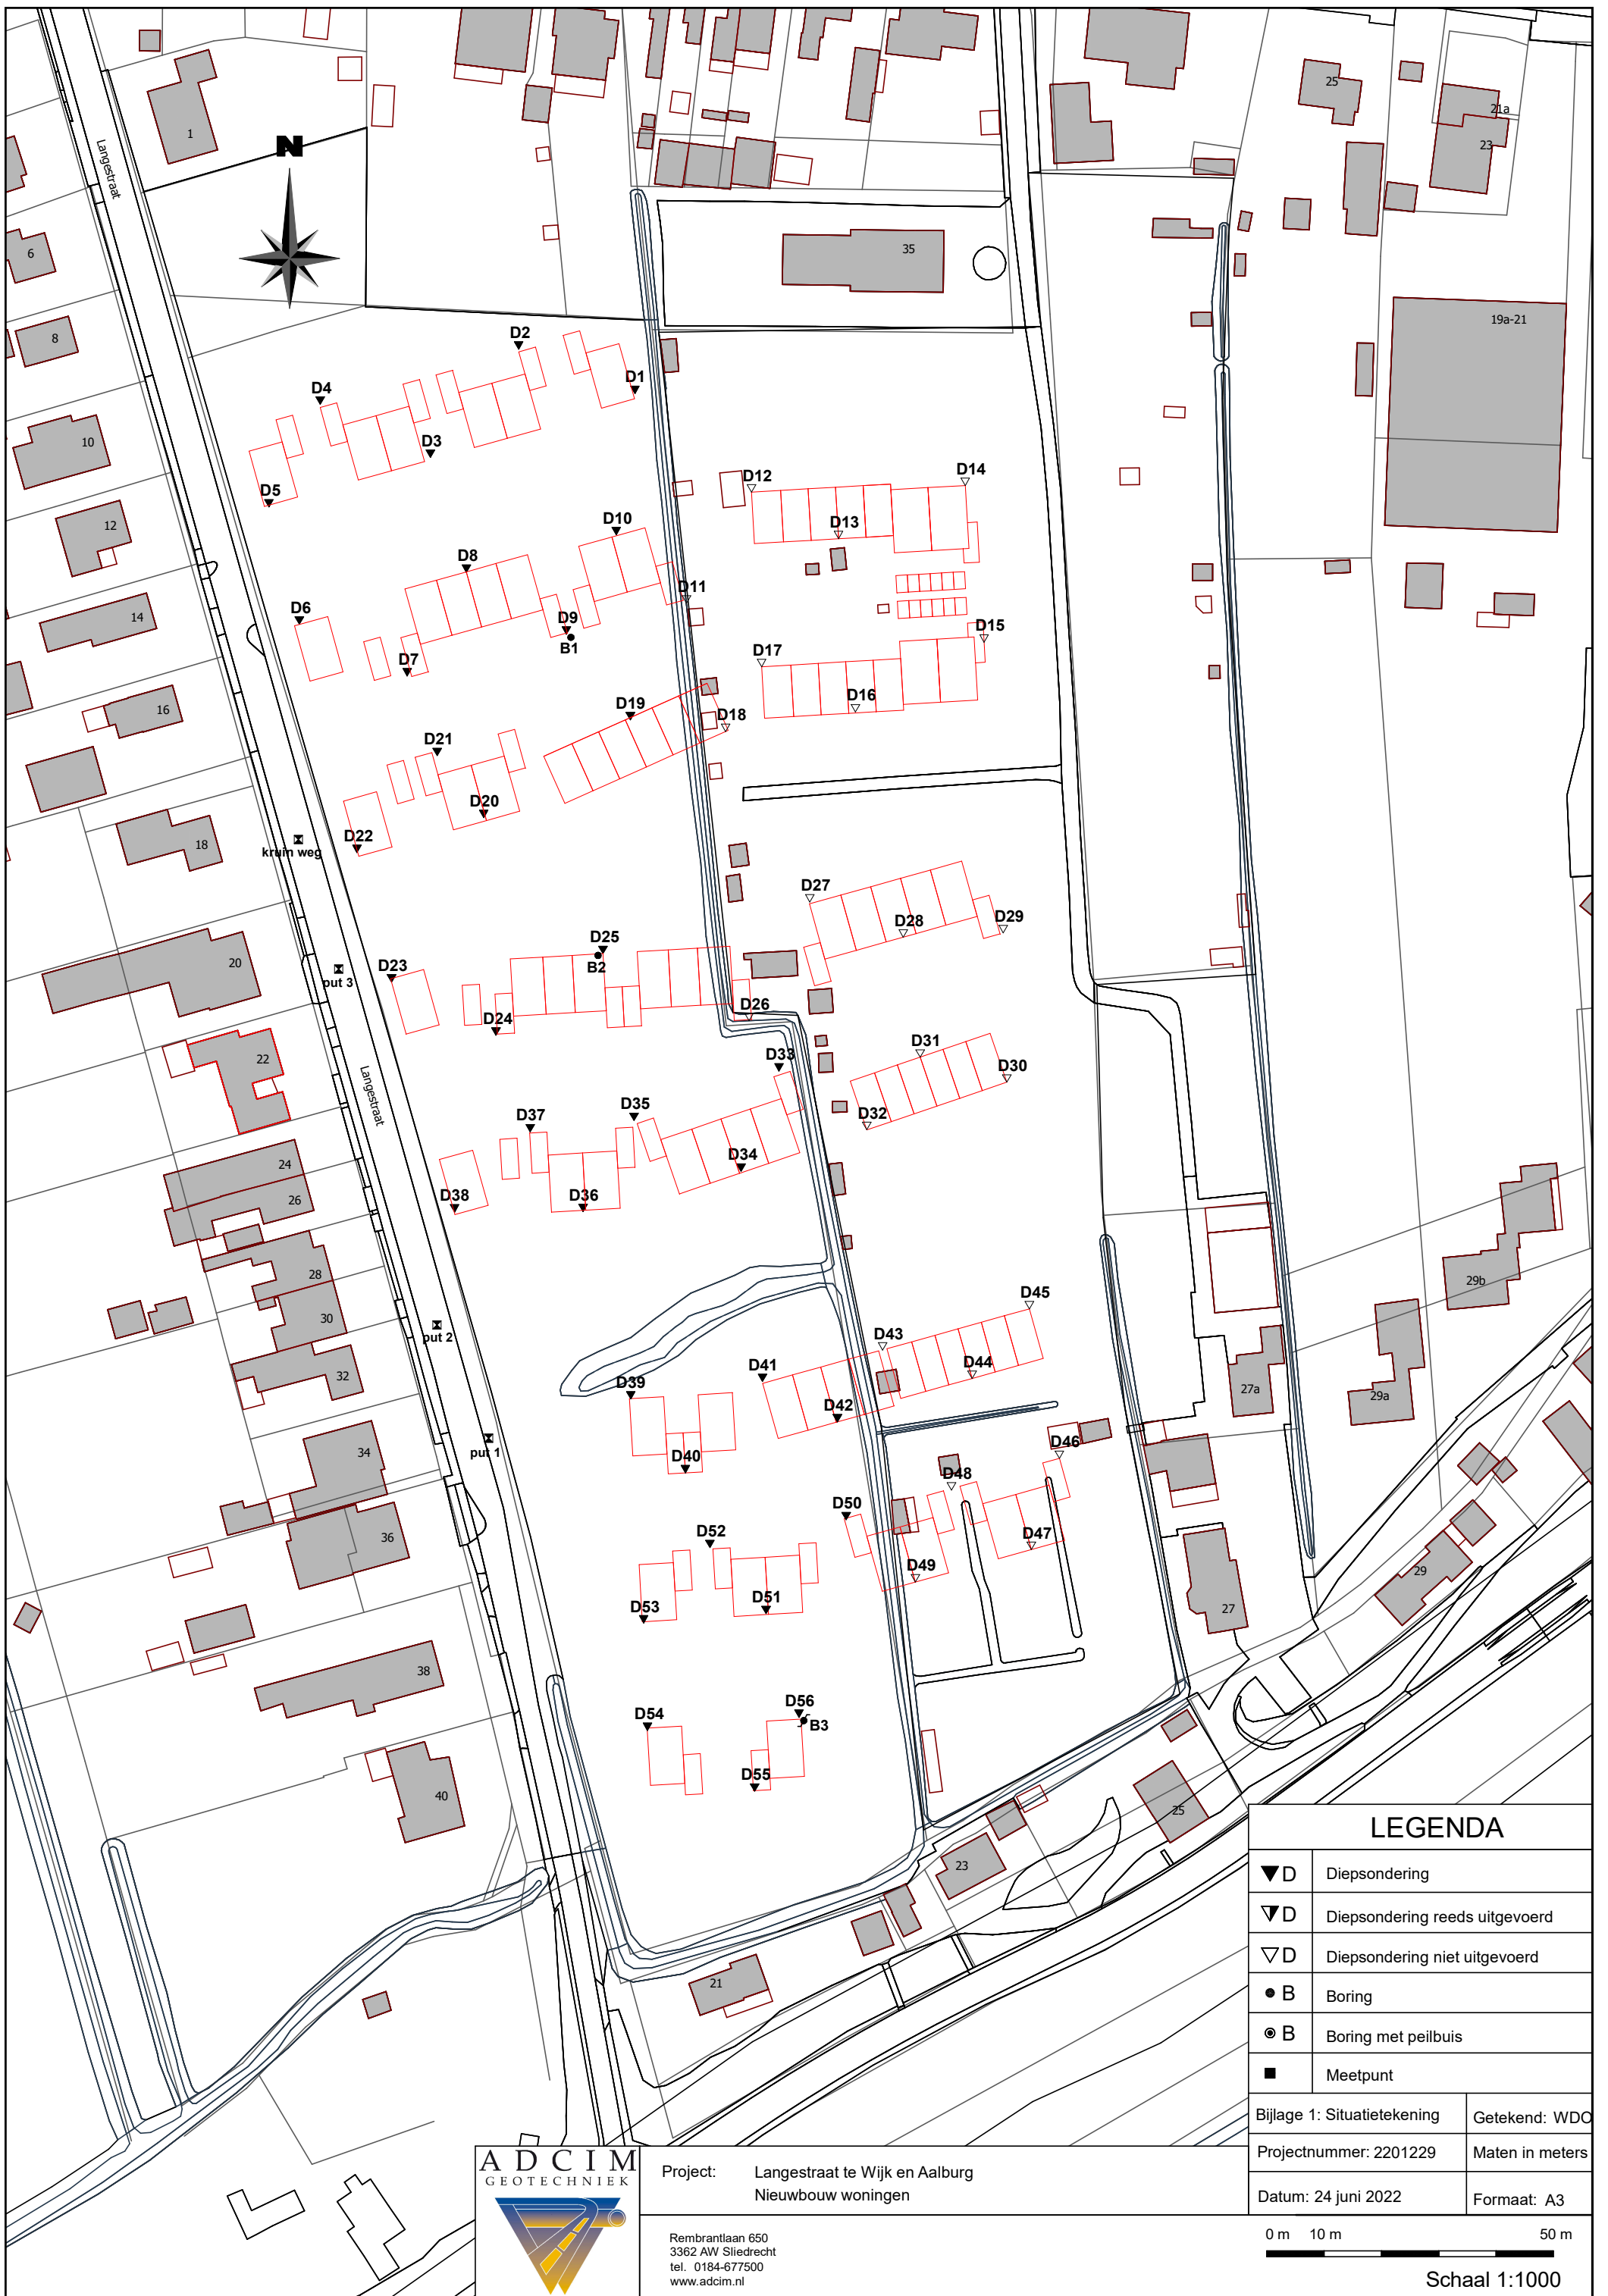 25
21a
23
1
Langestraat
N
6
35
8
19a-21
D2
D1
D4
D3
D5
10
D12
D14
D13
12
D10
D8
D11
D6
D9
B1
D7
14
D15
D17
D16
16
D19
D18
D21
D20
D22
kruin weg
18
D27
D28
D29
D25
B2
20
D23
put 3
D24
D26
22
D31
D30
D33
D32
Langestraat
D37
D35
D34
24
D38
D36
26
28
29b
30
D45
put 2
D43
D44
D41
32
D39
D42
27a
29a
34
put 1
D40
D46
D48
D50
36
D52
D47
D49
29
D53
D51
27
38
D54
D56
B3
D55
40
25
23
21
LEGENDA
D Diepsondering
D Diepsondering reeds uitgevoerd
D Diepsondering niet uitgevoerd
B Boring
B Boring met peilbuis
Meetpunt
Bijlage 1: Situatietekening Getekend: WDO
Projectnummer: 2201229 Maten in meters
Datum: 24 juni 2022 Formaat: A3
ADCIM
GEOTECHNIEK
Project: Langestraat te Wijk en Aalburg
Nieuwbouw woningen
Rembrantlaan 650
3362 AW Sliedrecht
tel. 0184-677500
www.adcim.nl
0 m 10 m 50 m
Schaal 1:1000